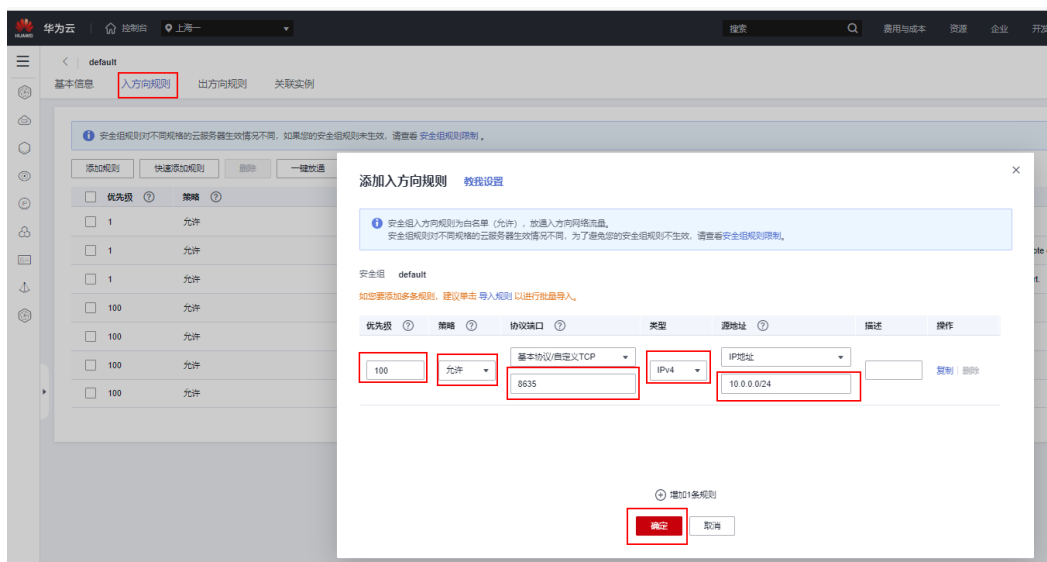 HUAWEI 华为云 控制台 上海一 搜索 费用与成本 资源 企业
default
基本信息 入方向规则 出方向规则 关联实例
安全组规则对不同规格的云服务器生效情况不同，如果您的安全组规则未生效，请查看 安全组规则限制 。
添加规则 快速添加规则 删除 一键放通
优先级 策略
1 允许
1 允许
1 允许
100 允许
100 允许
100 允许
100 允许
添加入方向规则 教我设置
安全组入方向规则为白名单（允许），放通入方向网络流量。
安全组规则对不同规格的云服务器生效情况不同，为了避免您的安全组规则不生效，请查看安全组规则限制。
安全组 default
如您要添加多条规则，建议单击 导入规则 以进行批量导入。
优先级 策略 协议端口 类型 源地址 描述 操作
100 允许 基本协议/自定义TCP IPv4 IP地址 复制 删除
8635 10.0.0.0/24
增加1条规则
确定 取消